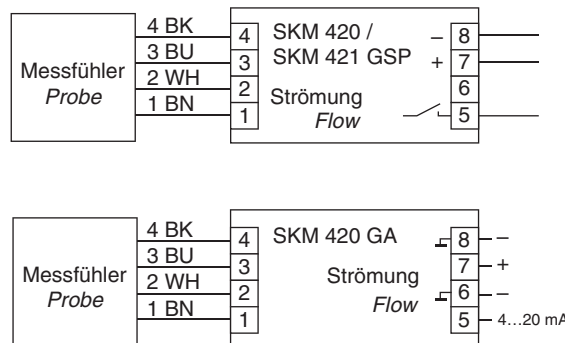 4 BK
3 BU
2 WH
1 BN
Messfühler
Probe
4
3
2
1
SKM 420 /
SKM 421 GSP
Strömung
Flow
– 8
+ 7
6
5
4 BK
3 BU
2 WH
1 BN
Messfühler
Probe
4
3
2
1
SKM 420 GA
Strömung
Flow
8 –
7 +
6 –
5 4...20 mA